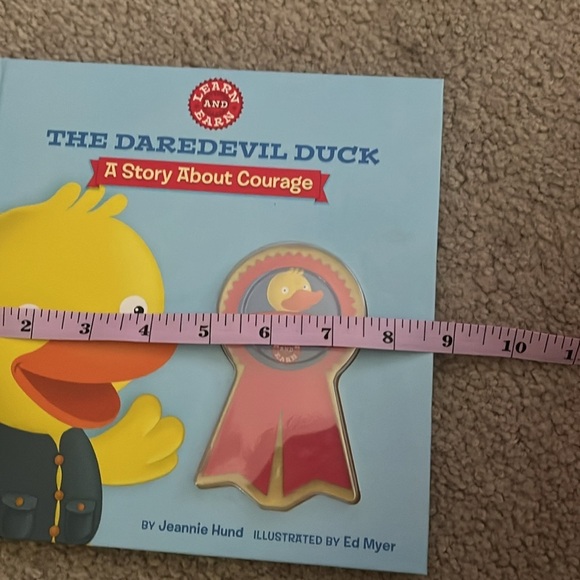 LEARN
AND
EARN
THE DAREDEVIL DUCK
A Story About Courage
2 3 4 5 6 7 8 9 10 1
EARN
BY Jeannie Hund ILLUSTRATED BY Ed Myer